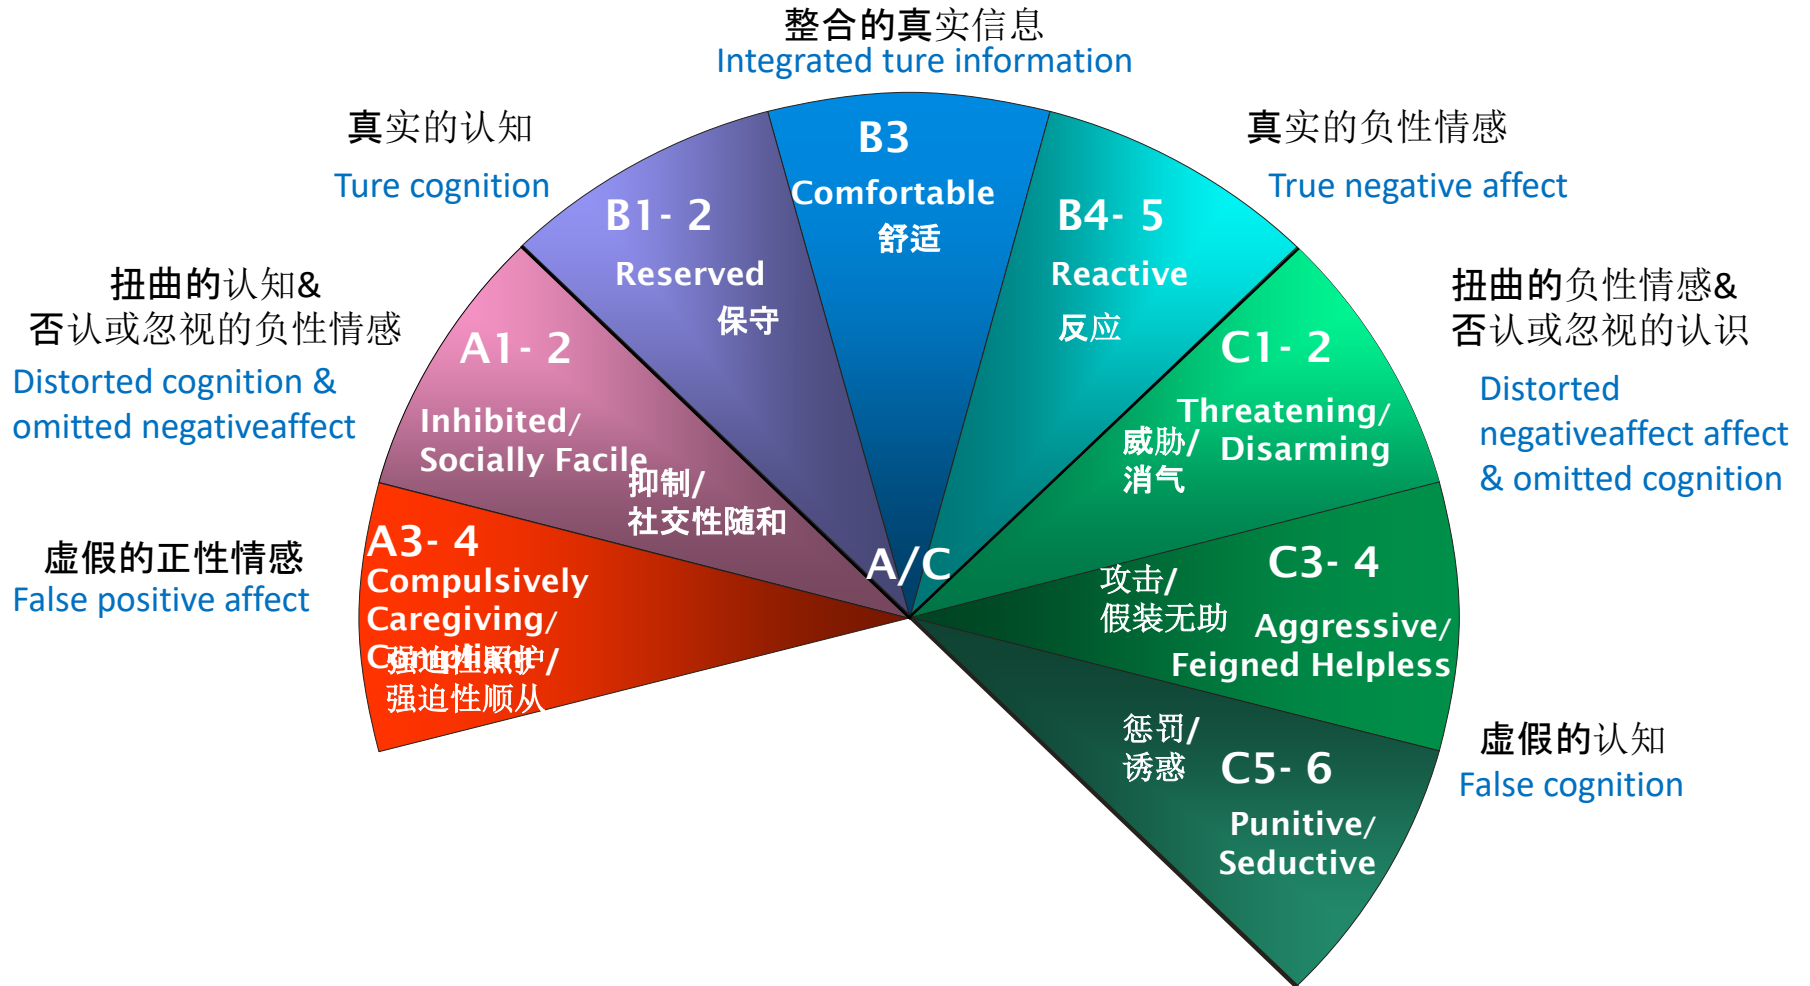 整合的真实信息
Integrated ture information
真实的认知
Ture cognition
真实的负性情感
True negative affect
B3
Comfortable
舒适
B1- 2
Reserved
保守
B4- 5
Reactive
反应
扭曲的认知&
否认或忽视的负性情感
Distorted cognition &
omitted negativeaffect
扭曲的负性情感&
否认或忽视的认识
Distorted
negativeaffect affect
& omitted cognition
A1- 2
Inhibited/
Socially Facile
抑制/
社交性随和
C1- 2
Threatening/
Disarming
威胁/
消气
虚假的正性情感
False positive affect
A3- 4
Compulsively
Caregiving/
Compliant
强迫性照护/
强迫性顺从
A/C
C3- 4
攻击/
假装无助
Aggressive/
Feigned Helpless
惩罚/
诱惑
C5- 6
Punitive/
Seductive
虚假的认知
False cognition